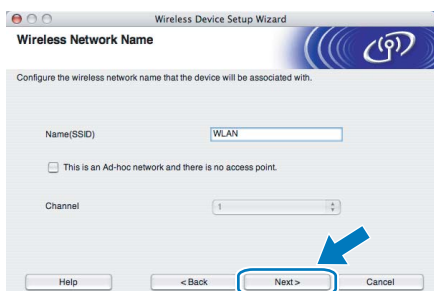 Wireless Device Setup Wizard
Wireless Network Name
Configure the wireless network name that the device will be associated with.
Name(SSID) WLAN
This is an Ad-hoc network and there is no access point.
Channel 1
Help < Back Next > Cancel